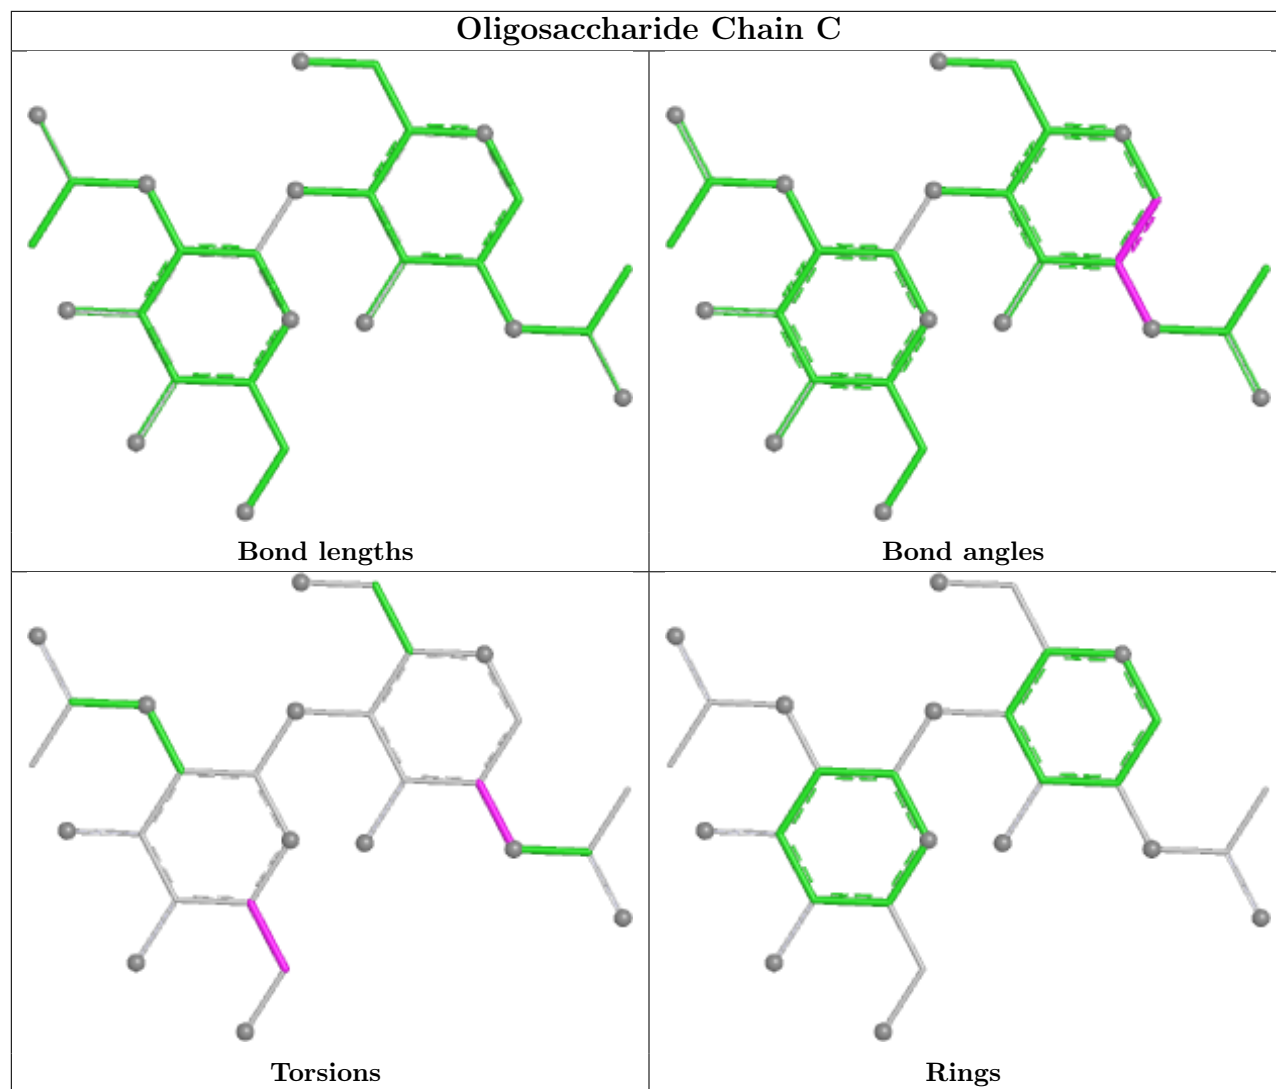 Oligosaccharide Chain C
Bond lengths
Bond angles
Torsions
Rings